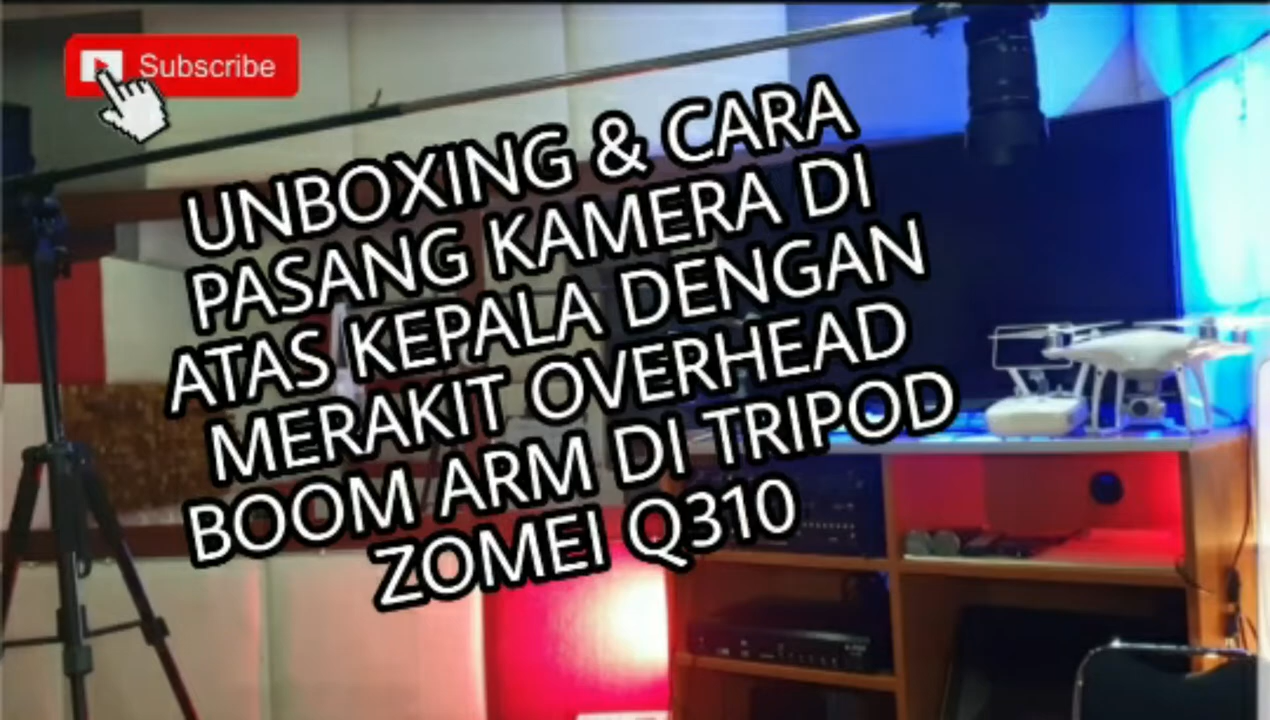 Subscribe
UNBOXING & CARA
PASANG KAMERA DI
ATAS KEPALA DENGAN
MERAKIT OVERHEAD
BOOM ARM DI TRIPOD
ZOMEI Q310